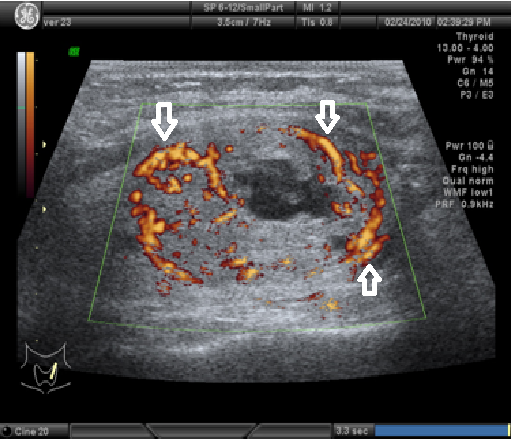 GE
SP 6-12/SmallPart
MI 1.2
ver 23
3.5cm / 7Hz
TIs 0.8
02/24/2010 02:39:29 PM
Thyroid
13.00 - 4.00
Pwr 94 %
Gn 14
C6 / M5
P3 / E3
Pwr 100
Gn -4.4
Frq high
Dual norm
WMF low1
PRF 0.9kHz
Cine 20
3.3 sec